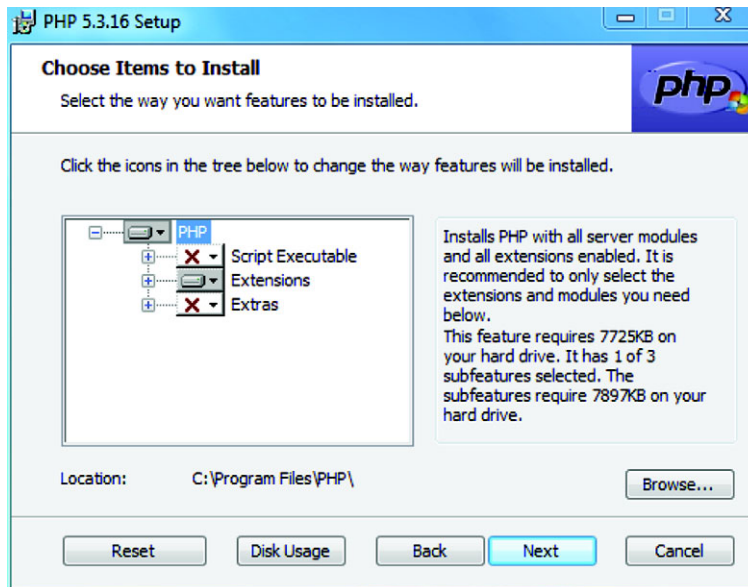 PHP 5.3.16 Setup
Choose Items to Install
Select the way you want features to be installed.
php
Click the icons in the tree below to change the way features will be installed.
PHP
Script Executable
Extensions
Extras
Installs PHP with all server modules
and all extensions enabled. It is
recommended to only select the
extensions and modules you need
below.
This feature requires 7725KB on
your hard drive. It has 1 of 3
subfeatures selected. The
subfeatures require 7897KB on your
hard drive.
Location: C:\Program Files\PHP\
Browse...
Reset Disk Usage Back Next Cancel